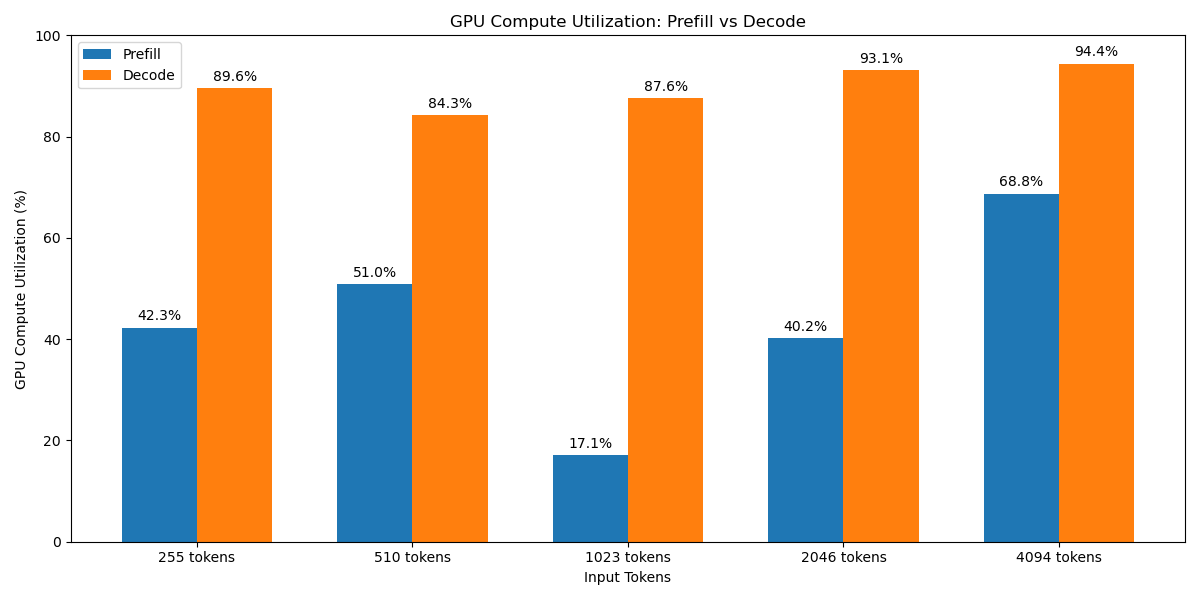 GPU Compute Utilization: Prefill vs Decode
Prefill
Decode
GPU Compute Utilization (%)
100
80
60
40
20
0
42.3%
89.6%
51.0%
84.3%
17.1%
87.6%
40.2%
93.1%
68.8%
94.4%
255 tokens
510 tokens
1023 tokens
2046 tokens
4094 tokens
Input Tokens